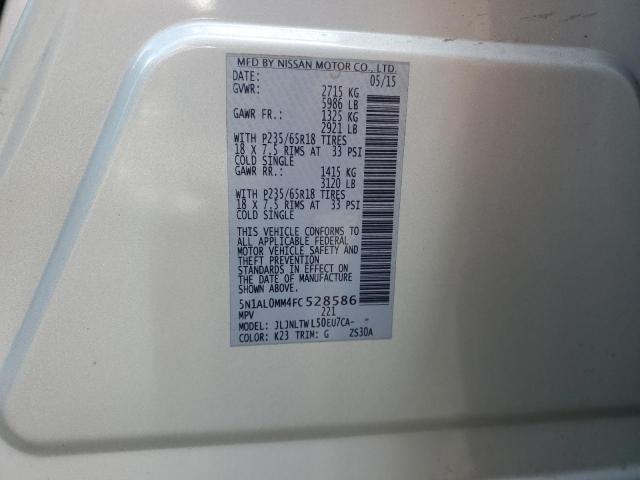 MFD BY NISSAN MOTOR CO., LTD.
DATE: 05/15
GVWR: 2715 KG
5986 LB
GAWR FR.: 1325 KG
2921 LB
WITH P235/65R18 TIRES
18 X 7.5 RIMS AT 33 PSI
COLD SINGLE
GAWR RR.: 1415 KG
3120 LB
WITH P235/65R18 TIRES
18 X 7.5 RIMS AT 33 PSI
COLD SINGLE
THIS VEHICLE CONFORMS TO
ALL APPLICABLE FEDERAL
MOTOR VEHICLE SAFETY AND
THEFT PREVENTION
STANDARDS IN EFFECT ON
THE DATE OF MANUFACTURE
SHOWN ABOVE.
5N1AL0MM4FC528586
MPV 221
MODEL: JLJNLTW L50EU7CA-
COLOR: K23 TRIM: G ZS30A